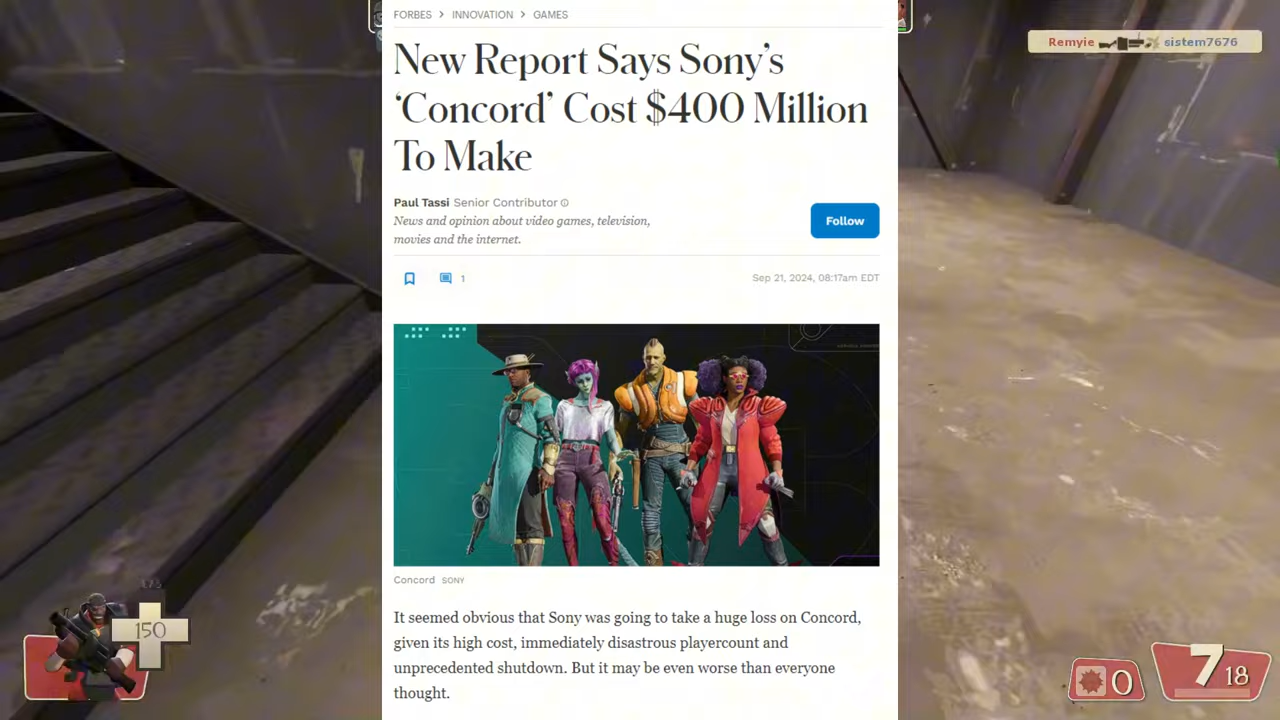 FORBES > INNOVATION > GAMES
New Report Says Sony’s
‘Concord’ Cost $400 Million
To Make
Paul Tassi Senior Contributor
News and opinion about video games, television,
movies and the internet.
Follow
1
Sep 21, 2024, 08:17am EDT
Concord SONY
It seemed obvious that Sony was going to take a huge loss on Concord,
given its high cost, immediately disastrous playercount and
unprecedented shutdown. But it may be even worse than everyone
thought.
Remyie sistem7676
150
0
7 18